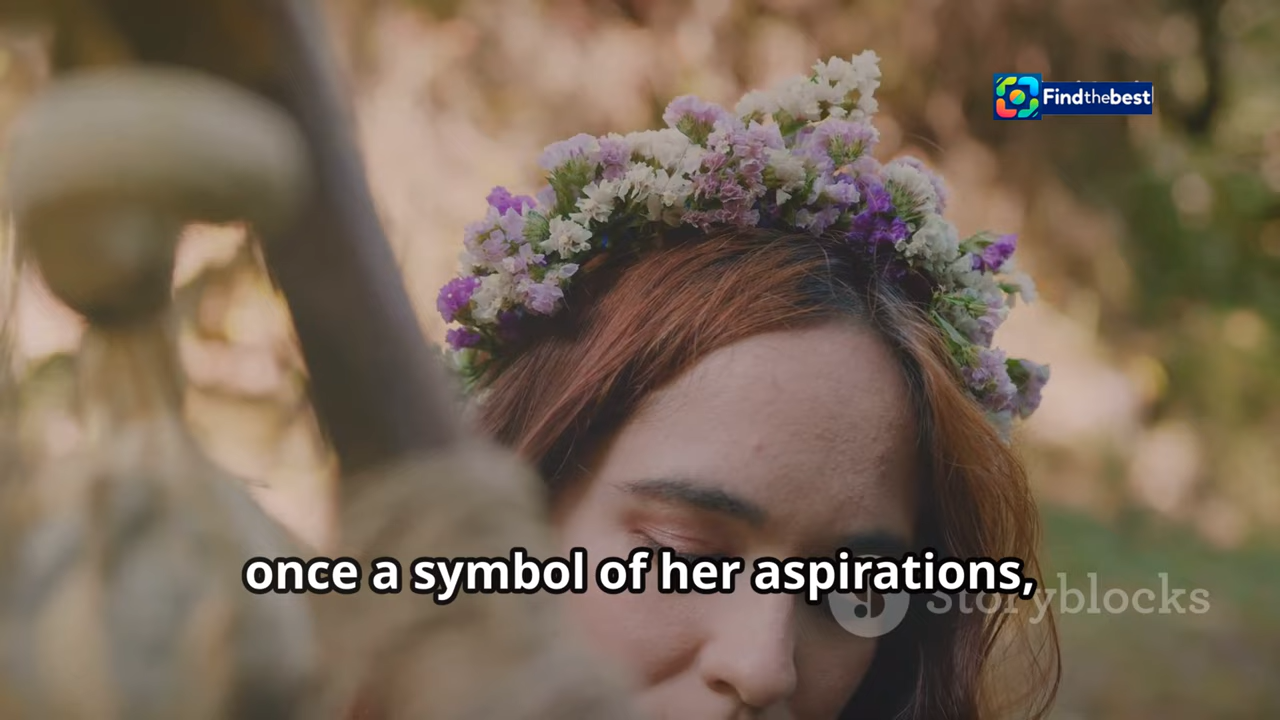 Findthebest
once a symbol of her aspirations,
Storyblocks